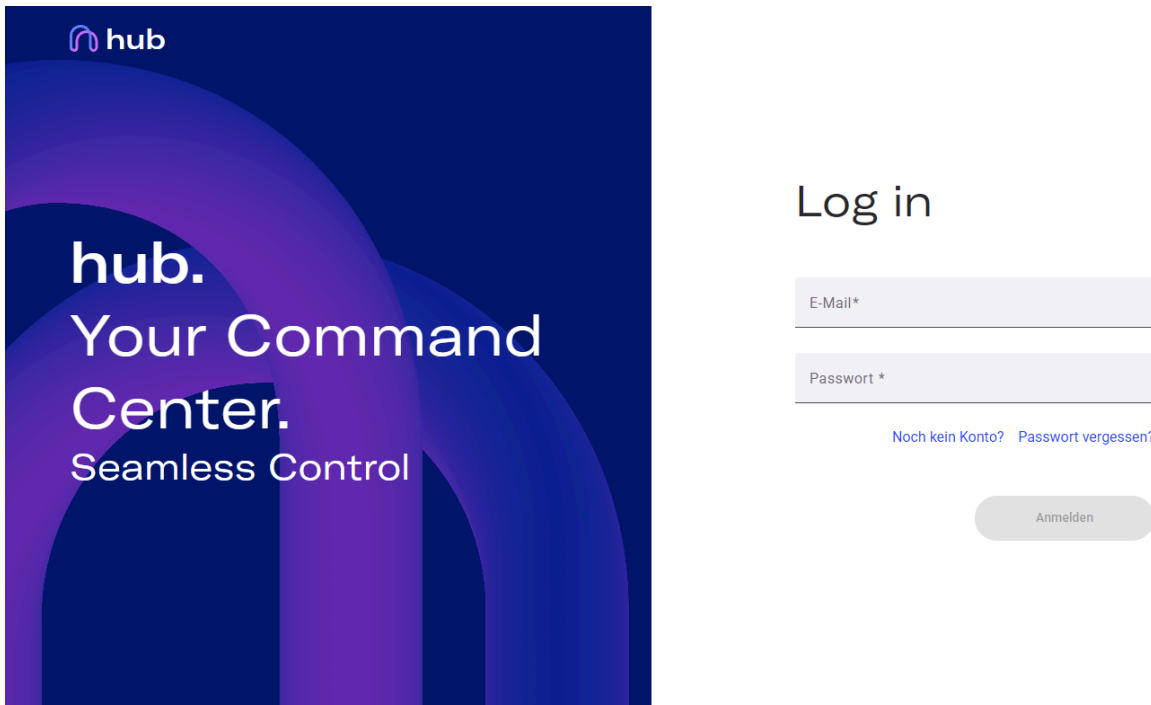 hub
hub.
Your Command
Center.
Seamless Control
Log in
E-Mail*
Passwort *
Noch kein Konto? Passwort vergessen?
Anmelden